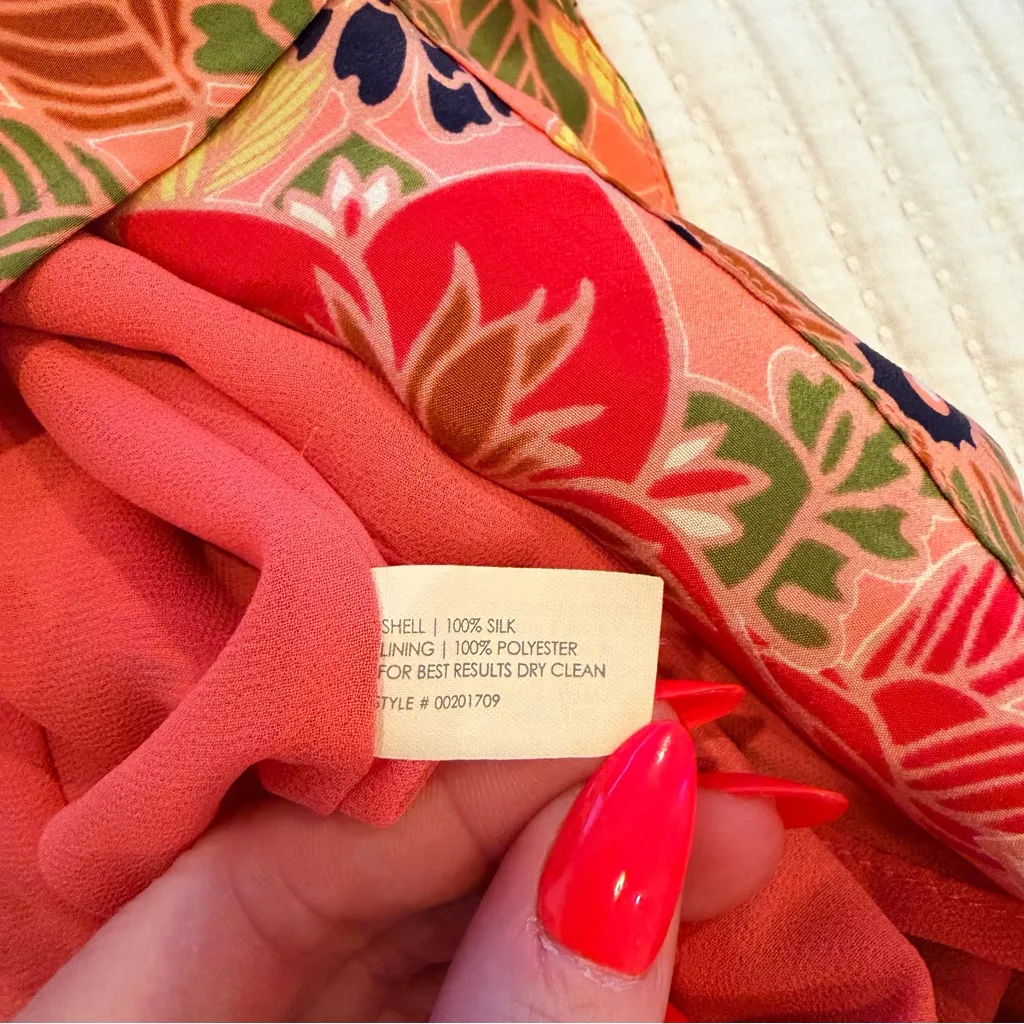 SHELL | 100% SILK
LINING | 100% POLYESTER
FOR BEST RESULTS DRY CLEAN
STYLE # 00201709